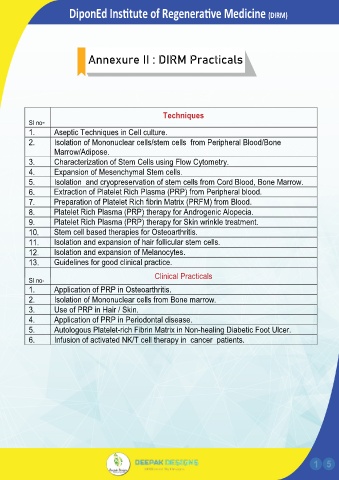 DiponEd Institute of Regenerative Medicine (DIRM)
Annexure II : DIRM Practicals
Sl no- Techniques
1. Aseptic Techniques in Cell culture.
2. Isolation of Mononuclear cells/stem cells from Peripheral Blood/Bone
Marrow/Adipose.
3. Characterization of Stem Cells using Flow Cytometry.
4. Expansion of Mesenchymal Stem cells.
5. Isolation and cryopreservation of stem cells from Cord Blood, Bone Marrow.
6. Extraction of Platelet Rich Plasma (PRP) from Peripheral blood.
7. Preparation of Platelet Rich fibrin Matrix (PRFM) from Blood.
8. Platelet Rich Plasma (PRP) therapy for Androgenic Alopecia.
9. Platelet Rich Plasma (PRP) therapy for Skin wrinkle treatment.
10. Stem cell based therapies for Osteoarthritis.
11. Isolation and expansion of hair follicular stem cells.
12. Isolation and expansion of Melanocytes.
13. Guidelines for good clinical practice.
Sl no- Clinical Practicals
1. Application of PRP in Osteoarthritis.
2. Isolation of Mononuclear cells from Bone marrow.
3. Use of PRP in Hair / Skin.
4. Application of PRP in Periodontal disease.
5. Autologous Platelet-rich Fibrin Matrix in Non-healing Diabetic Foot Ulcer.
6. Infusion of activated NK/T cell therapy in cancer patients.
DEEPAK DESIGNS
1 5